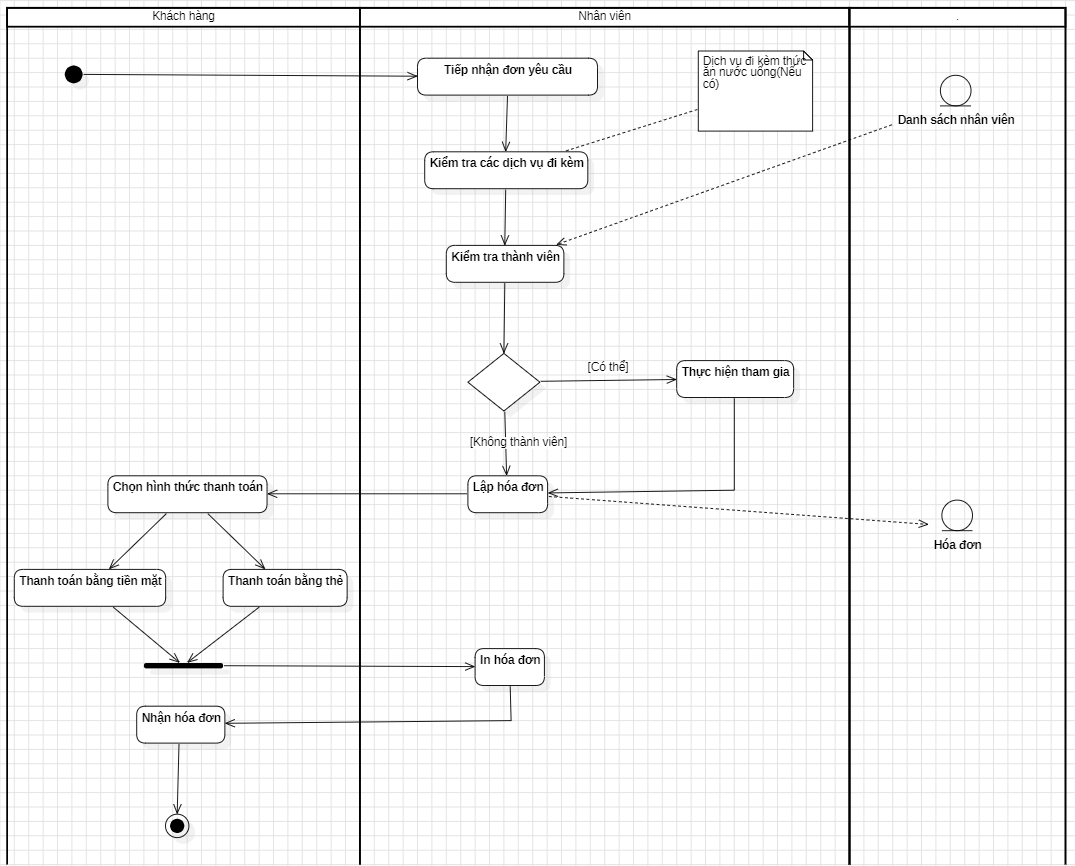 Khách hàng
Nhân viên
.
Tiếp nhận đơn yêu cầu
Dịch vụ đi kèm thức
ăn nước uống(Nếu
có)
Danh sách nhân viên
Kiểm tra các dịch vụ đi kèm
Kiểm tra thành viên
[Có thể]
Thực hiện tham gia
[Không thành viên]
Chọn hình thức thanh toán
Lập hóa đơn
Hóa đơn
Thanh toán bằng tiền mặt
Thanh toán bằng thẻ
In hóa đơn
Nhận hóa đơn